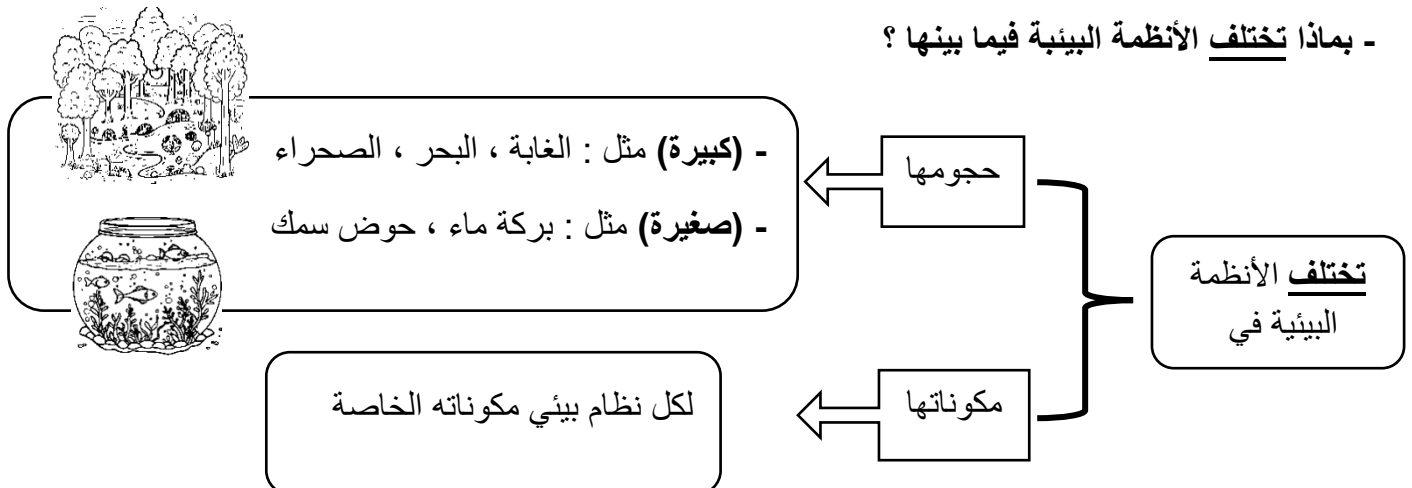 - بماذا تختلف الأنظمة البيئبة فيما بينها ؟
تختلف الأنظمة
البيئية في
حجومها
- (كبيرة) مثل : الغابة ، البحر ، الصحراء
- (صغيرة) مثل : بركة ماء ، حوض سمك
مكوناتها
لكل نظام بيئي مكوناته الخاصة